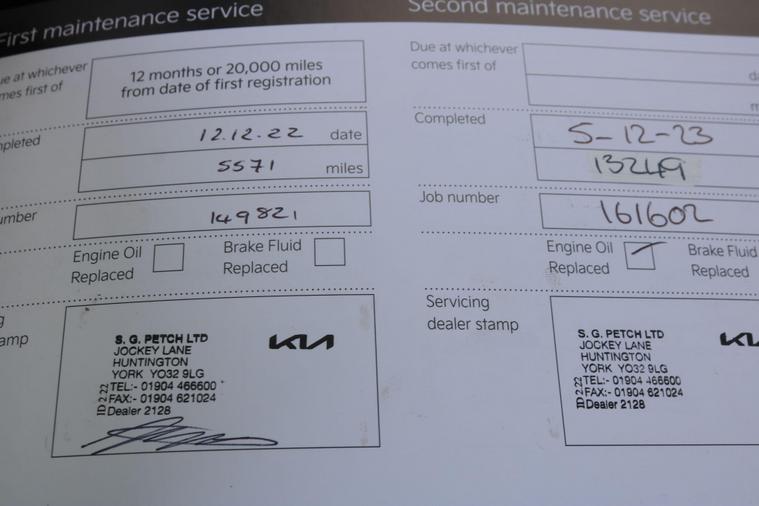 First maintenance service
ue at whichever
mes first of
12 months or 20,000 miles
from date of first registration
pleted
12.12.22 date
5571 miles
umber
149821
Engine Oil
Replaced
Brake Fluid
Replaced
g
amp
S. G. PETCH LTD
JOCKEY LANE
HUNTINGTON
YORK YO32 9LG
TEL:- 01904 466600
FAX:- 01904 621024
Dealer 2128
KIA
Second maintenance service
Due at whichever
comes first of
da
m
Completed
5-12-23
13249
Job number
161602
Engine Oil
Replaced
Brake Fluid
Replaced
Servicing
dealer stamp
S. G. PETCH LTD
JOCKEY LANE
HUNTINGTON
YORK YO32 9LG
TEL:- 01904 466600
FAX:- 01904 621024
Dealer 2128
KI